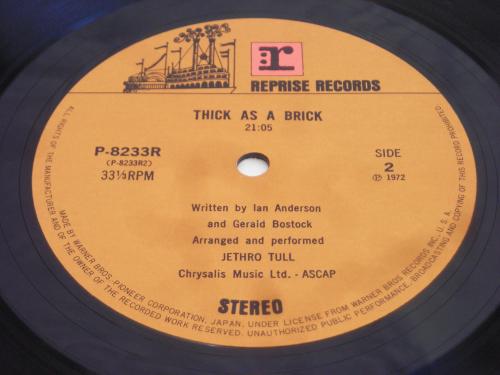 r
REPRISE RECORDS
THICK AS A BRICK
21:05
P-8233R
(P-8233R2)
33⅓RPM
SIDE
2
Ⓟ 1972
Written by Ian Anderson
and Gerald Bostock
Arranged and performed
JETHRO TULL
Chrysalis Music Ltd. - ASCAP
STEREO
ALL RIGHTS OF THE MANUFACTURER AND OF THE OWNER OF THE RECORDED WORK RESERVED. UNAUTHORIZED PUBLIC PERFORMANCE, BROADCASTING AND COPYING OF THIS RECORD PROHIBITED
MADE BY WARNER BROS.-PIONEER CORPORATION, JAPAN, UNDER LICENSE FROM WARNER BROS RECORDS INC., U.S.A.